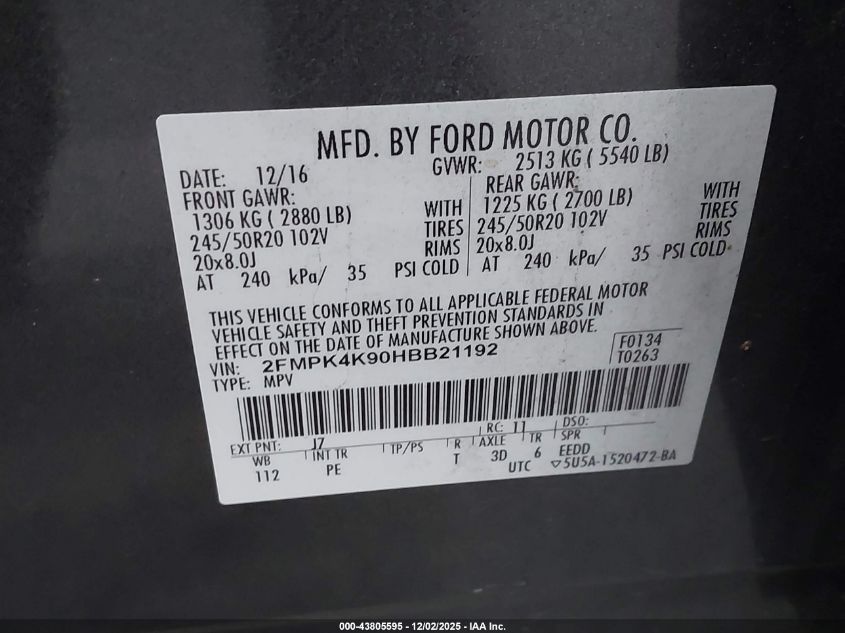 MFD. BY FORD MOTOR CO.
DATE: 12/16 GVWR: 2513 KG ( 5540 LB)
FRONT GAWR: REAR GAWR:
1306 KG ( 2880 LB) WITH 1225 KG ( 2700 LB) WITH
245/50R20 102V TIRES 245/50R20 102V TIRES
20x8.0J RIMS 20x8.0J RIMS
AT 240 kPa/ 35 PSI COLD AT 240 kPa/ 35 PSI COLD
THIS VEHICLE CONFORMS TO ALL APPLICABLE FEDERAL MOTOR
VEHICLE SAFETY AND THEFT PREVENTION STANDARDS IN
EFFECT ON THE DATE OF MANUFACTURE SHOWN ABOVE.
VIN: 2FMPK4K90HBB21192 F0134
TYPE: MPV T0263
EXT PNT: J7 RC: 11 DSO:
WB INT TR TP/PS R AXLE TR SPR
112 PE T 3D 6 EEDD
UTC ▽5U5A-1520472-BA
000-43805595 - 12/02/2025 - IAA Inc.